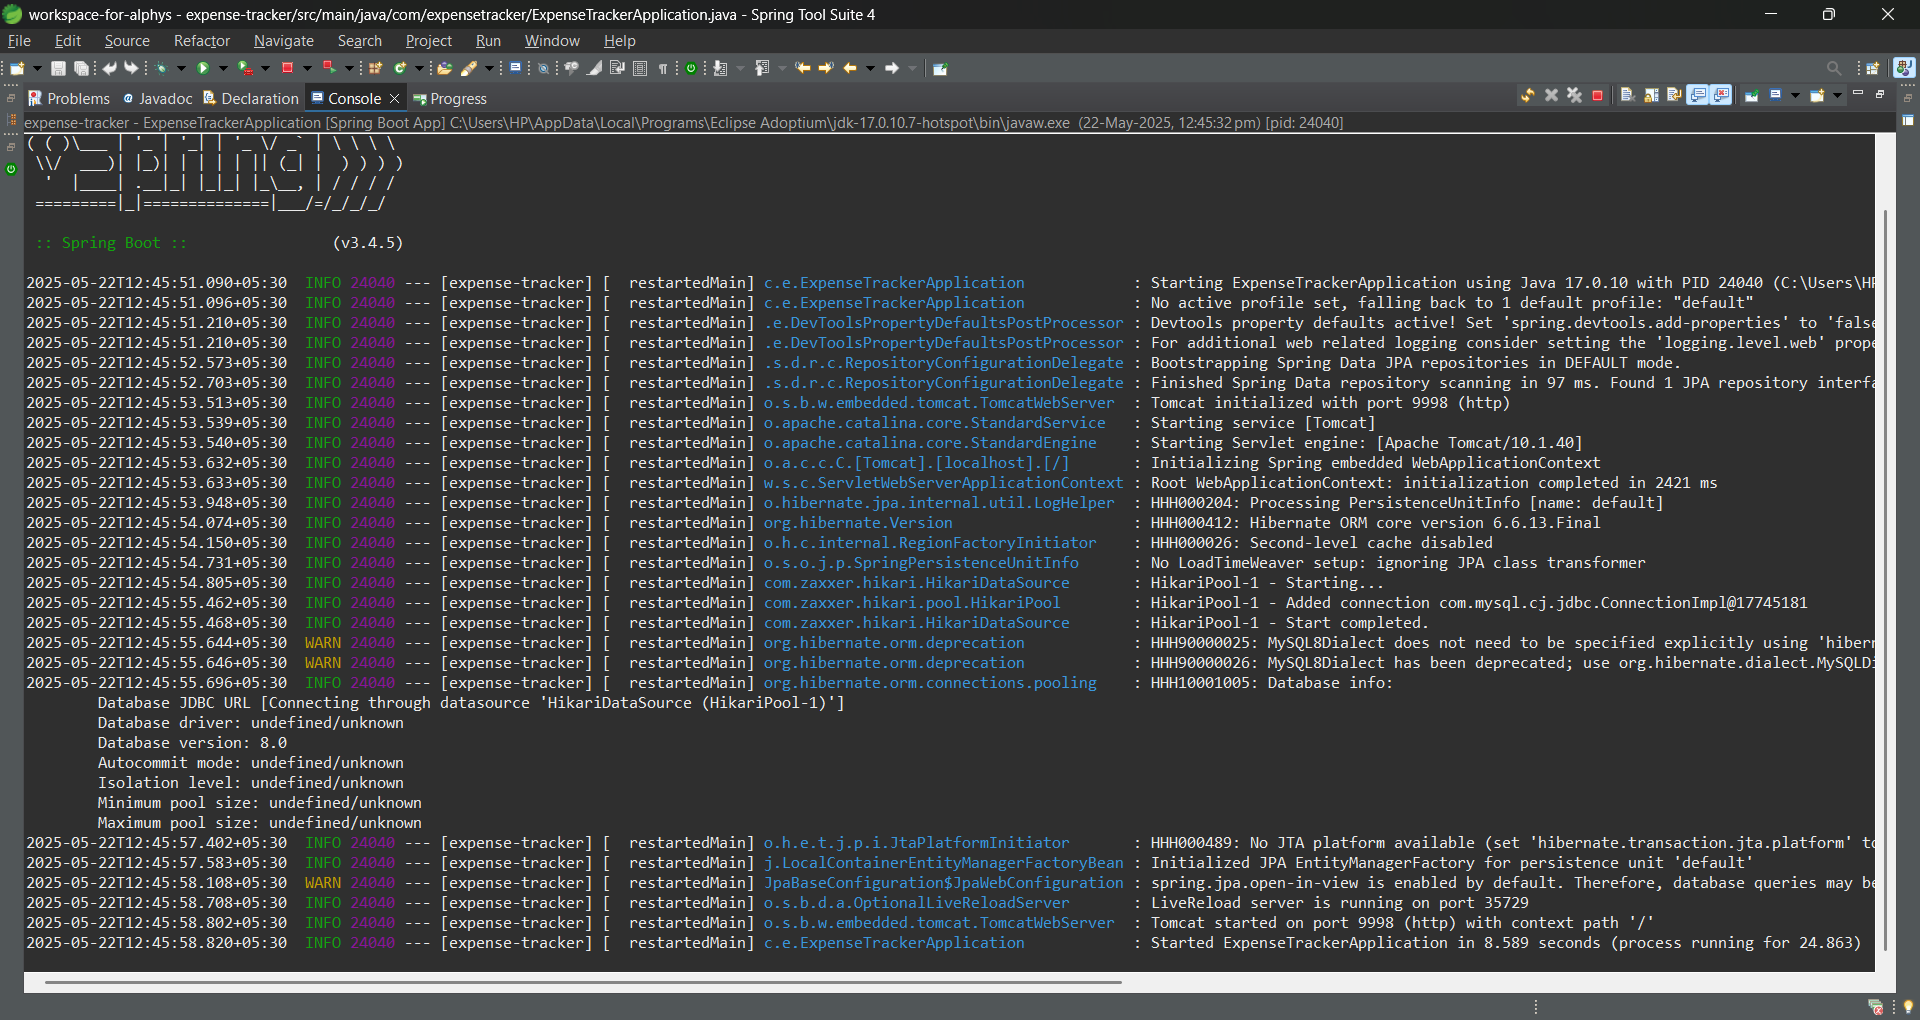 workspace-for-alphys - expense-tracker/src/main/java/com/expensetracker/ExpenseTrackerApplication.java - Spring Tool Suite 4
File Edit Source Refactor Navigate Search Project Run Window Help
Problems Javadoc Declaration Console Progress
expense-tracker - ExpenseTrackerApplication [Spring Boot App] C:\Users\HP\AppData\Local\Programs\Eclipse Adoptium\jdk-17.0.10.7-hotspot\bin\javaw.exe (22-May-2025, 12:45:32 pm) [pid: 24040]
( ( )\___ | '_ | '_| | '_ \/ _` | \ \ \ \
 \\/  ___)| |_)| | | | | || (_| |  ) ) ) )
  '  |____| .__|_| |_|_| |_\__, | / / / /
 =========|_|==============|___/=/_/_/_/
:: Spring Boot :: (v3.4.5)
2025-05-22T12:45:51.090+05:30 INFO 24040 --- [expense-tracker] [ restartedMain] c.e.ExpenseTrackerApplication : Starting ExpenseTrackerApplication using Java 17.0.10 with PID 24040 (C:\Users\HP
2025-05-22T12:45:51.096+05:30 INFO 24040 --- [expense-tracker] [ restartedMain] c.e.ExpenseTrackerApplication : No active profile set, falling back to 1 default profile: "default"
2025-05-22T12:45:51.210+05:30 INFO 24040 --- [expense-tracker] [ restartedMain] .e.DevToolsPropertyDefaultsPostProcessor : Devtools property defaults active! Set 'spring.devtools.add-properties' to 'false
2025-05-22T12:45:51.210+05:30 INFO 24040 --- [expense-tracker] [ restartedMain] .e.DevToolsPropertyDefaultsPostProcessor : For additional web related logging consider setting the 'logging.level.web' prope
2025-05-22T12:45:52.573+05:30 INFO 24040 --- [expense-tracker] [ restartedMain] .s.d.r.c.RepositoryConfigurationDelegate : Bootstrapping Spring Data JPA repositories in DEFAULT mode.
2025-05-22T12:45:52.703+05:30 INFO 24040 --- [expense-tracker] [ restartedMain] .s.d.r.c.RepositoryConfigurationDelegate : Finished Spring Data repository scanning in 97 ms. Found 1 JPA repository interfa
2025-05-22T12:45:53.513+05:30 INFO 24040 --- [expense-tracker] [ restartedMain] o.s.b.w.embedded.tomcat.TomcatWebServer : Tomcat initialized with port 9998 (http)
2025-05-22T12:45:53.539+05:30 INFO 24040 --- [expense-tracker] [ restartedMain] o.apache.catalina.core.StandardService : Starting service [Tomcat]
2025-05-22T12:45:53.540+05:30 INFO 24040 --- [expense-tracker] [ restartedMain] o.apache.catalina.core.StandardEngine : Starting Servlet engine: [Apache Tomcat/10.1.40]
2025-05-22T12:45:53.632+05:30 INFO 24040 --- [expense-tracker] [ restartedMain] o.a.c.c.C.[Tomcat].[localhost].[/] : Initializing Spring embedded WebApplicationContext
2025-05-22T12:45:53.633+05:30 INFO 24040 --- [expense-tracker] [ restartedMain] w.s.c.ServletWebServerApplicationContext : Root WebApplicationContext: initialization completed in 2421 ms
2025-05-22T12:45:53.948+05:30 INFO 24040 --- [expense-tracker] [ restartedMain] o.hibernate.jpa.internal.util.LogHelper : HHH000204: Processing PersistenceUnitInfo [name: default]
2025-05-22T12:45:54.074+05:30 INFO 24040 --- [expense-tracker] [ restartedMain] org.hibernate.Version : HHH000412: Hibernate ORM core version 6.6.13.Final
2025-05-22T12:45:54.150+05:30 INFO 24040 --- [expense-tracker] [ restartedMain] o.h.c.internal.RegionFactoryInitiator : HHH000026: Second-level cache disabled
2025-05-22T12:45:54.731+05:30 INFO 24040 --- [expense-tracker] [ restartedMain] o.s.o.j.p.SpringPersistenceUnitInfo : No LoadTimeWeaver setup: ignoring JPA class transformer
2025-05-22T12:45:54.805+05:30 INFO 24040 --- [expense-tracker] [ restartedMain] com.zaxxer.hikari.HikariDataSource : HikariPool-1 - Starting...
2025-05-22T12:45:55.462+05:30 INFO 24040 --- [expense-tracker] [ restartedMain] com.zaxxer.hikari.pool.HikariPool : HikariPool-1 - Added connection com.mysql.cj.jdbc.ConnectionImpl@17745181
2025-05-22T12:45:55.468+05:30 INFO 24040 --- [expense-tracker] [ restartedMain] com.zaxxer.hikari.HikariDataSource : HikariPool-1 - Start completed.
2025-05-22T12:45:55.644+05:30 WARN 24040 --- [expense-tracker] [ restartedMain] org.hibernate.orm.deprecation : HHH90000025: MySQL8Dialect does not need to be specified explicitly using 'hibern
2025-05-22T12:45:55.646+05:30 WARN 24040 --- [expense-tracker] [ restartedMain] org.hibernate.orm.deprecation : HHH90000026: MySQL8Dialect has been deprecated; use org.hibernate.dialect.MySQLDi
2025-05-22T12:45:55.696+05:30 INFO 24040 --- [expense-tracker] [ restartedMain] org.hibernate.orm.connections.pooling : HHH10001005: Database info:
Database JDBC URL [Connecting through datasource 'HikariDataSource (HikariPool-1)']
Database driver: undefined/unknown
Database version: 8.0
Autocommit mode: undefined/unknown
Isolation level: undefined/unknown
Minimum pool size: undefined/unknown
Maximum pool size: undefined/unknown
2025-05-22T12:45:57.402+05:30 INFO 24040 --- [expense-tracker] [ restartedMain] o.h.e.t.j.p.i.JtaPlatformInitiator : HHH000489: No JTA platform available (set 'hibernate.transaction.jta.platform' to
2025-05-22T12:45:57.583+05:30 INFO 24040 --- [expense-tracker] [ restartedMain] j.LocalContainerEntityManagerFactoryBean : Initialized JPA EntityManagerFactory for persistence unit 'default'
2025-05-22T12:45:58.108+05:30 WARN 24040 --- [expense-tracker] [ restartedMain] JpaBaseConfiguration$JpaWebConfiguration : spring.jpa.open-in-view is enabled by default. Therefore, database queries may be
2025-05-22T12:45:58.708+05:30 INFO 24040 --- [expense-tracker] [ restartedMain] o.s.b.d.a.OptionalLiveReloadServer : LiveReload server is running on port 35729
2025-05-22T12:45:58.802+05:30 INFO 24040 --- [expense-tracker] [ restartedMain] o.s.b.w.embedded.tomcat.TomcatWebServer : Tomcat started on port 9998 (http) with context path '/'
2025-05-22T12:45:58.820+05:30 INFO 24040 --- [expense-tracker] [ restartedMain] c.e.ExpenseTrackerApplication : Started ExpenseTrackerApplication in 8.589 seconds (process running for 24.863)